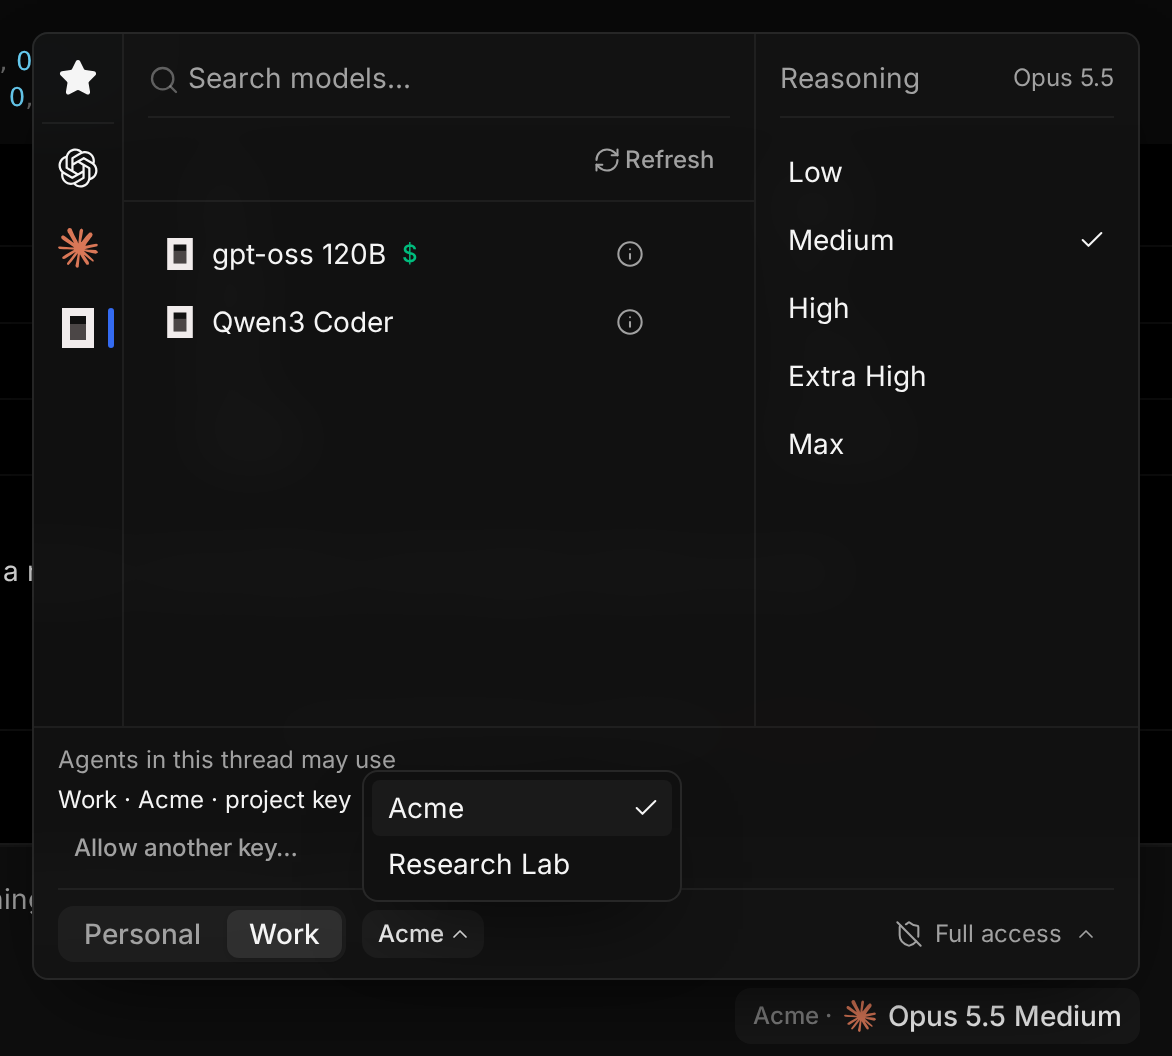 , 0
0,
Search models...
Reasoning
Opus 5.5
Refresh
Low
gpt-oss 120B $
Medium
Qwen3 Coder
High
Extra High
Max
a
Agents in this thread may use
Work · Acme · project key
Acme
Allow another key...
Research Lab
Personal
Work
Acme
Full access
Acme ·
Opus 5.5 Medium